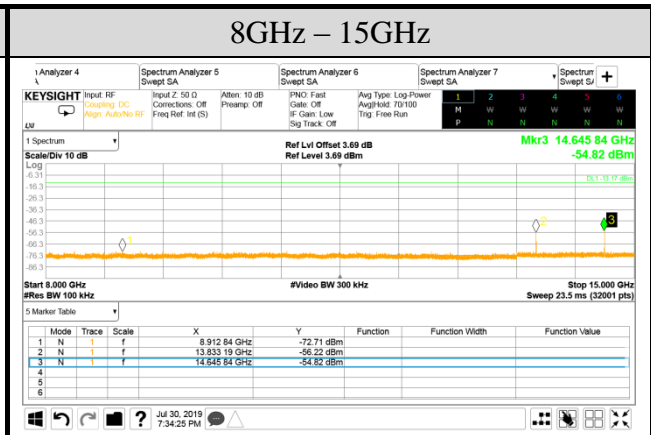 8GHz – 15GHz
Analyzer 4
Spectrum Analyzer 5
Swept SA
Spectrum Analyzer 6
Swept SA
Spectrum Analyzer 7
Swept SA
Spectrum
+
KEYSIGHT
Input: RF
Coupling: DC
Align: Auto/No RF
Input Z: 50 Ω
Corrections: Off
Freq Ref: Int (S)
Atten: 10 dB
Preamp: Off
PNO: Fast
Gate: Off
IF Gain: Low
Sig Track: Off
Avg Type: Log-Power
Avg|Hold: 70/100
Trig: Free Run
1 2 3 4 5 6
M W W W W W
P N N N N N
1 Spectrum
Scale/Div 10 dB
Ref Lvl Offset 3.69 dB
Ref Level 3.69 dBm
Mkr3 14.645 84 GHz
-54.82 dBm
Log
-6.31
-16.3
-26.3
-36.3
-46.3
-56.3
-66.3
-76.3
-86.3
1
2
3
Start 8.000 GHz
#Res BW 100 kHz
#Video BW 300 kHz
Stop 15.000 GHz
Sweep 23.5 ms (32001 pts)
5 Marker Table
Mode Trace Scale X Y Function Function Width Function Value
1 N 1 f 8.912 84 GHz -72.71 dBm
2 N 1 f 13.833 19 GHz -56.22 dBm
3 N 1 f 14.645 84 GHz -54.82 dBm
4
5
6
?
Jul 30, 2019
7:34:25 PM